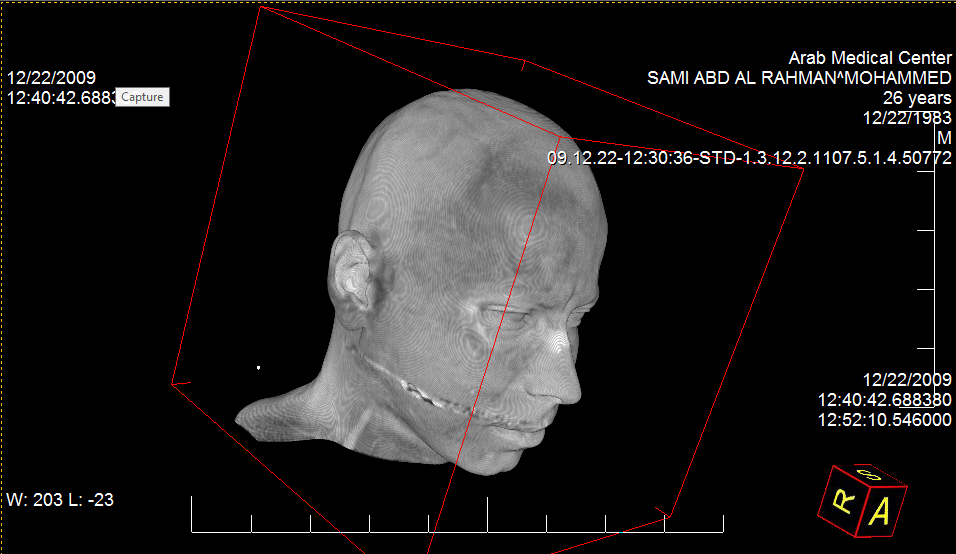 12/22/2009
12:40:42.688
Capture
Arab Medical Center
SAMI ABD AL RAHMAN^MOHAMMED
26 years
12/22/1983
M
09.12.22-12:30:36-STD-1.3.12.2.1107.5.1.4.50772
12/22/2009
12:40:42.688380
12:52:10.546000
W: 203 L: -23
R
A